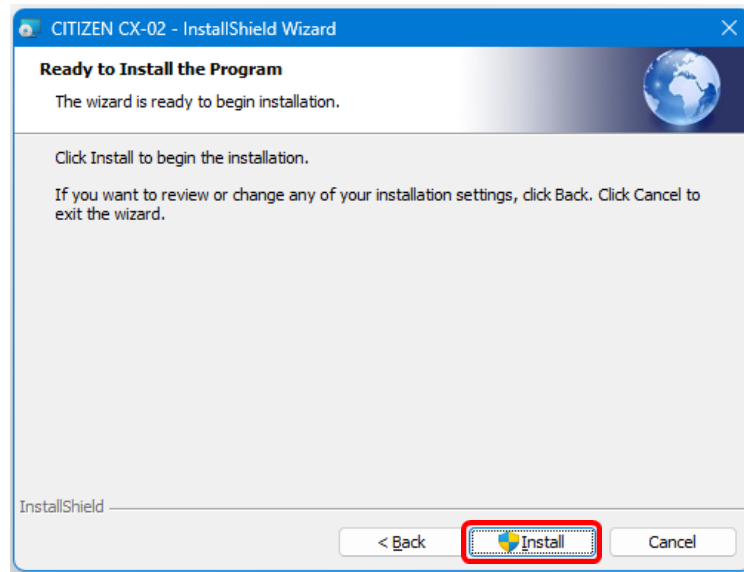 CITIZEN CX-02 - InstallShield Wizard
Ready to Install the Program
The wizard is ready to begin installation.
Click Install to begin the installation.
If you want to review or change any of your installation settings, click Back. Click Cancel to
exit the wizard.
InstallShield
< Back Install Cancel